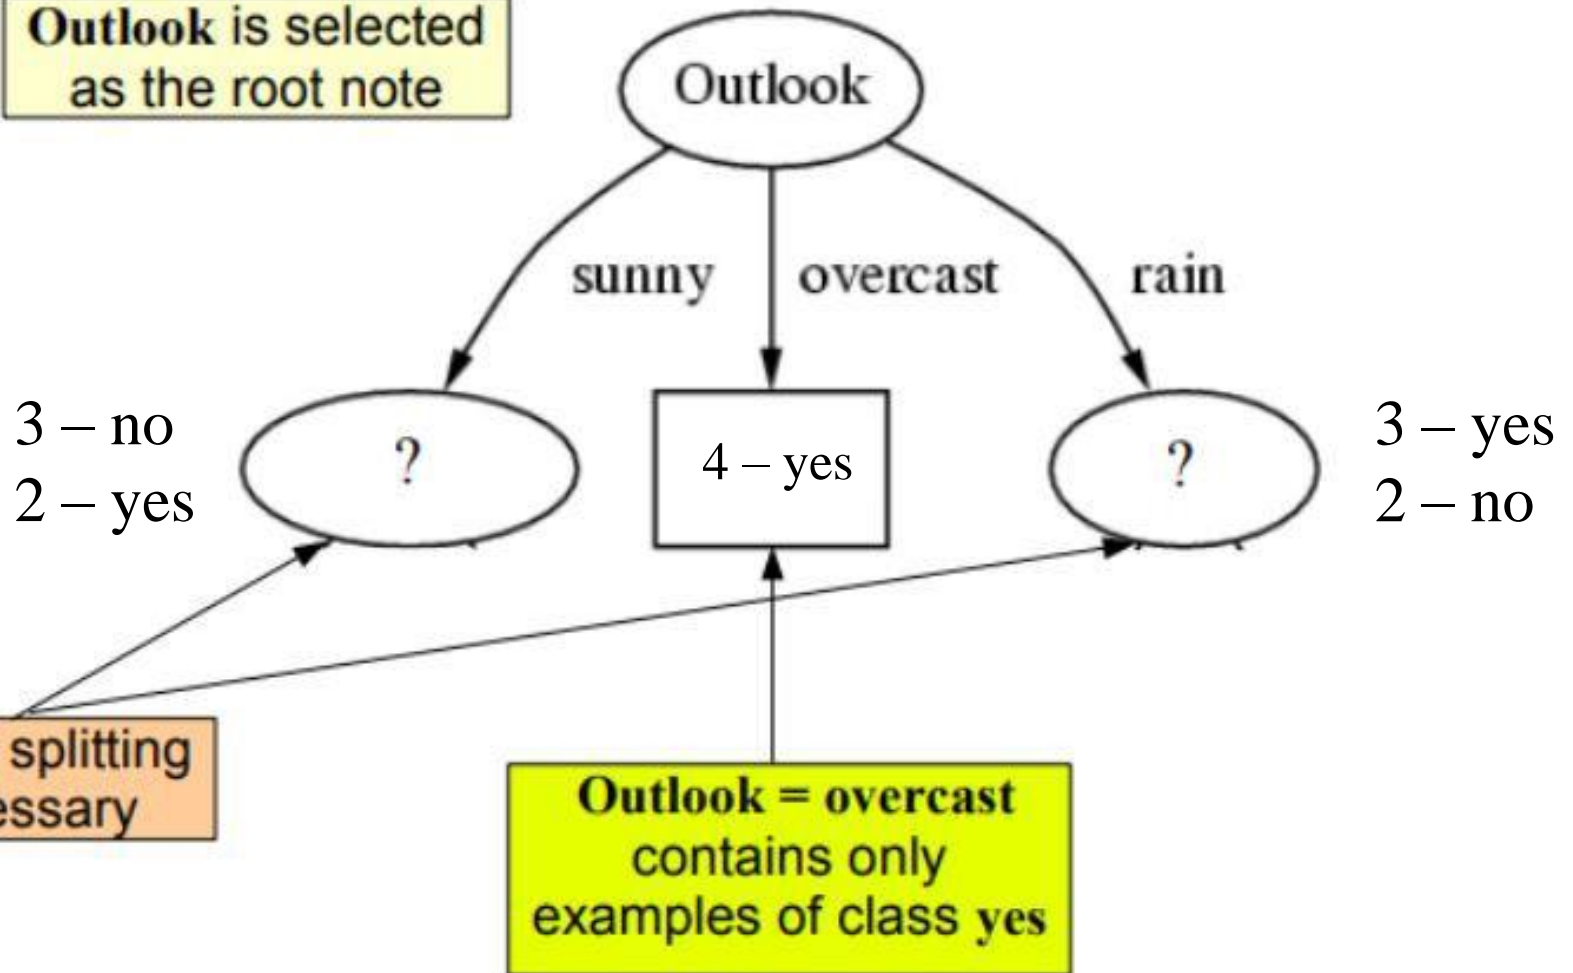 Outlook is selected
as the root note
Outlook
sunny
overcast
rain
3 – no
2 – yes
?
4 – yes
?
3 – yes
2 – no
splitting
Outlook = overcast
contains only
examples of class yes